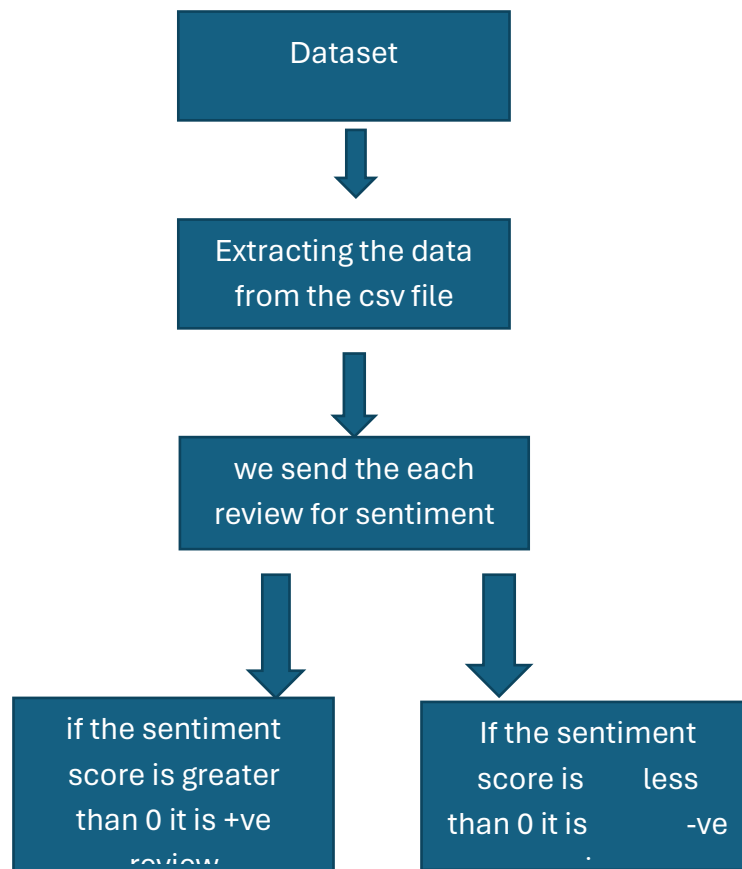 Dataset
Extracting the data
from the csv file
we send the each
review for sentiment
if the sentiment
score is greater
than 0 it is +ve
review
If the sentiment
score is less
than 0 it is -ve